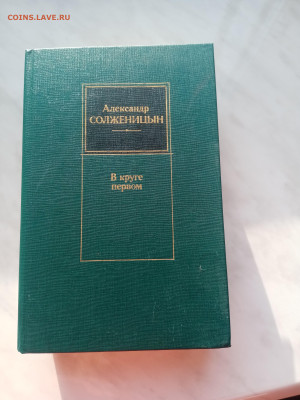 COINS.LAVE.RU
Александр
СОЛЖЕНИЦЫН
В круге
первом